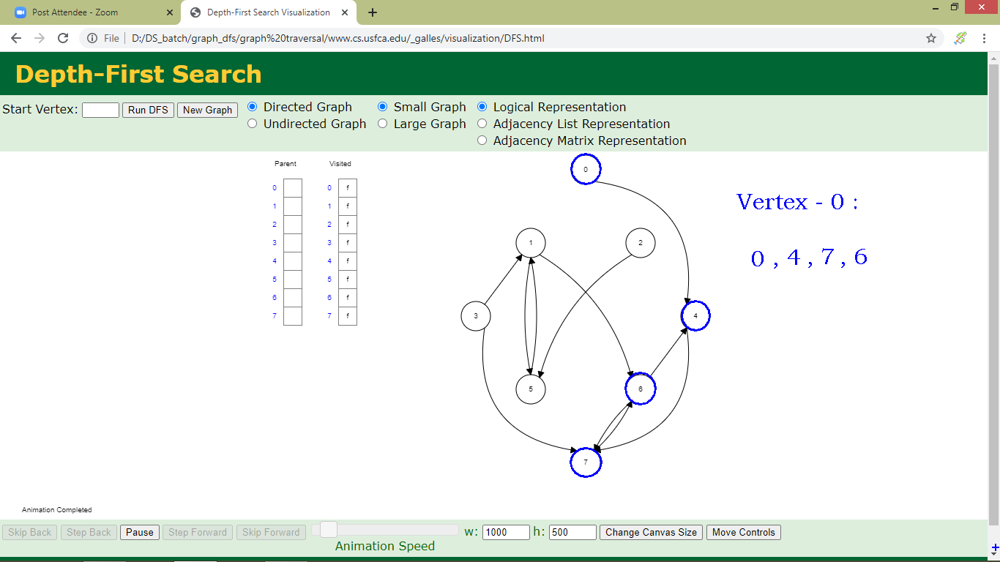 Post Attendee - Zoom
Depth-First Search Visualization
File
D:/DS_batch/graph_dfs/graph%20traversal/www.cs.usfca.edu/_galles/visualization/DFS.html
Depth-First Search
Start Vertex: Run DFS New Graph
Directed Graph Small Graph Logical Representation
Undirected Graph Large Graph Adjacency List Representation
Adjacency Matrix Representation
Parent Visited
0 0 f
1 1 f
2 2 f
3 3 f
4 4 f
5 5 f
6 6 f
7 7 f
0
1 2
3 4
5 6
7
Vertex - 0 :
0 , 4 , 7 , 6
Animation Completed
Skip Back Step Back Pause Step Forward Skip Forward w: 1000 h: 500 Change Canvas Size Move Controls
Animation Speed